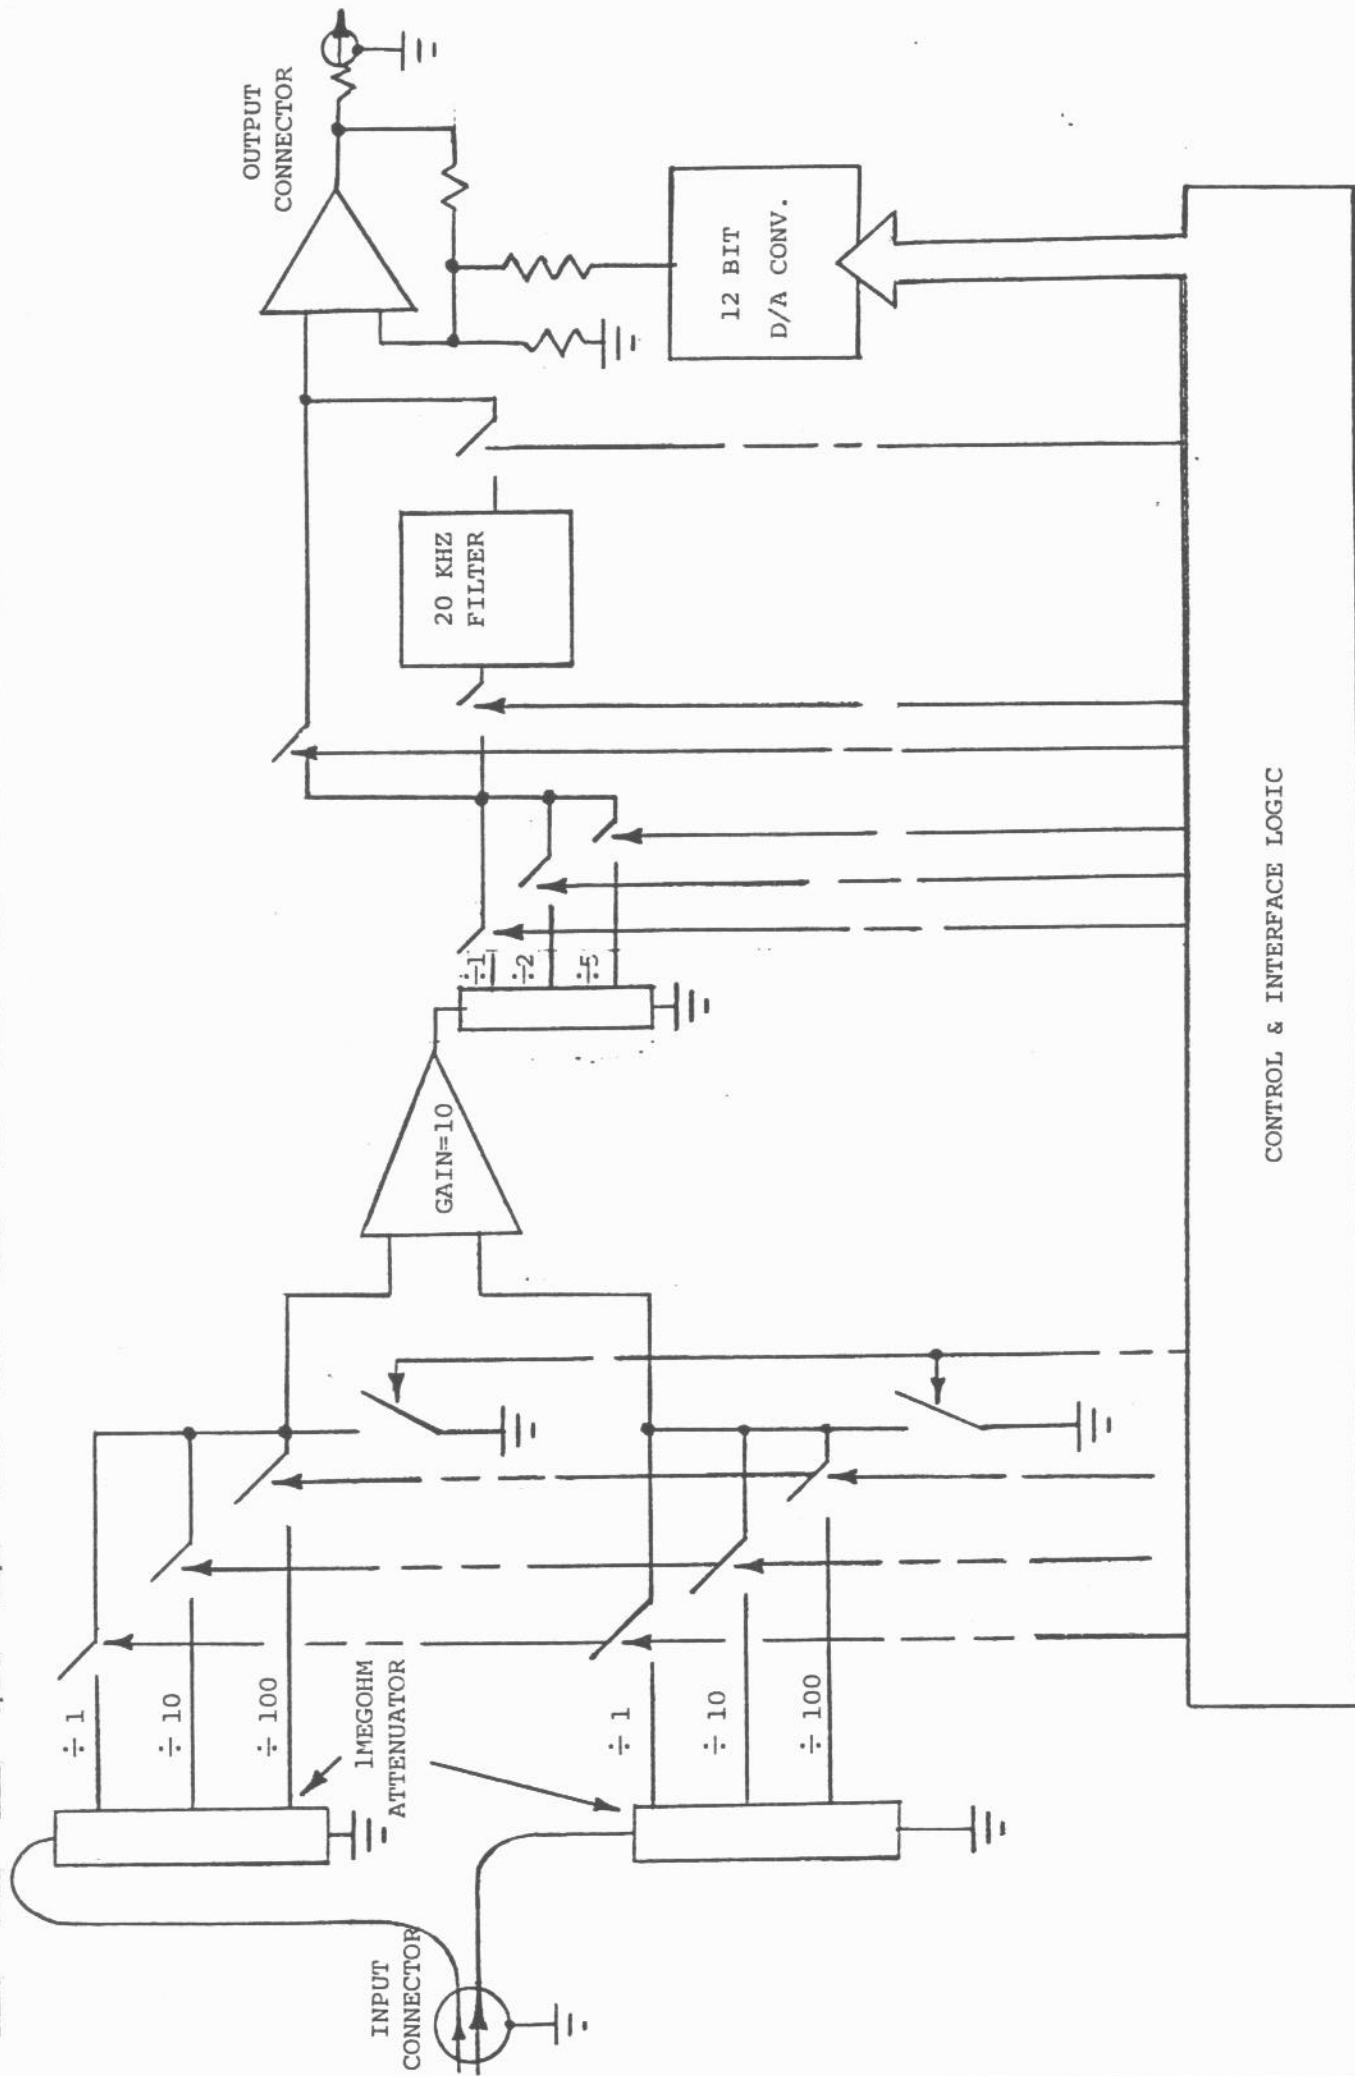 INPUT
CONNECTOR
÷ 1
÷ 10
÷ 100
1MEGOHM
ATTENUATOR
÷ 1
÷ 10
÷ 100
GAIN=10
÷1
÷2
÷5
20 KHZ
FILTER
OUTPUT
CONNECTOR
12 BIT
D/A CONV.
CONTROL & INTERFACE LOGIC